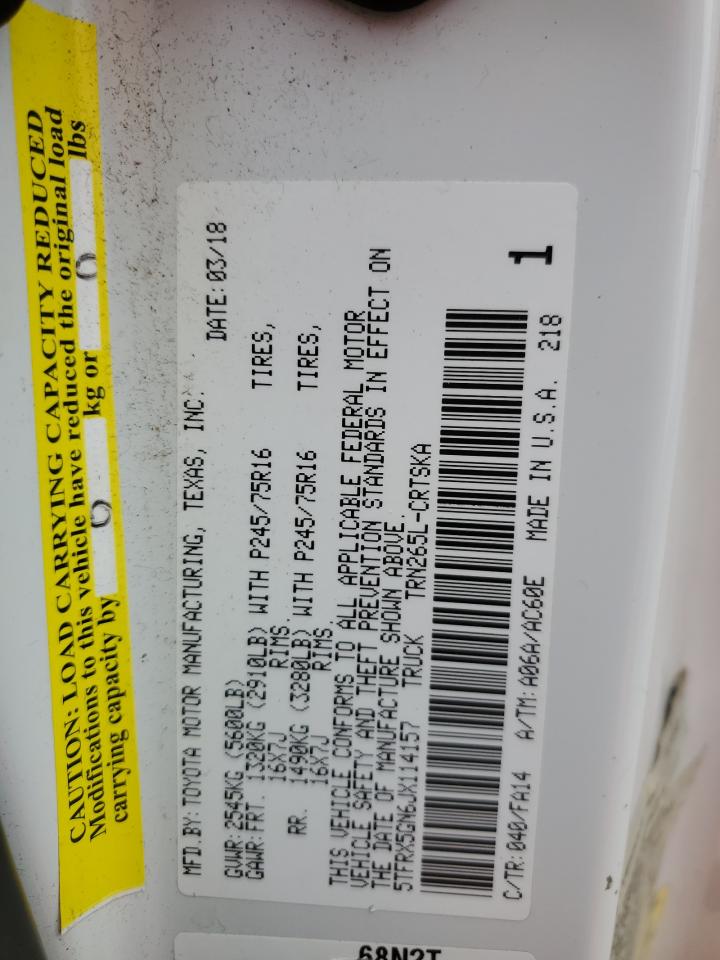 CAUTION: LOAD CARRYING CAPACITY REDUCED
Modifications to this vehicle have reduced the original load
carrying capacity by 0 kg or 0 lbs
MFD.BY: TOYOTA MOTOR MANUFACTURING, TEXAS, INC.
DATE: 03/18
GVWR: 2545KG (5600LB)
GAWR: FRT. 1320KG (2910LB) WITH P245/75R16 TIRES,
16X7J RIMS.
RR. 1490KG (3280LB) WITH P245/75R16 TIRES,
16X7J RIMS.
THIS VEHICLE CONFORMS TO ALL APPLICABLE FEDERAL MOTOR
VEHICLE SAFETY AND THEFT PREVENTION STANDARDS IN EFFECT ON
THE DATE OF MANUFACTURE SHOWN ABOVE.
5TFRX5GN6JX114157 TRUCK TRN265L-CRTSKA
1
C/TR: 040/FA14 A/TM: A06A/AC60E MADE IN U.S.A. 218
68N2T